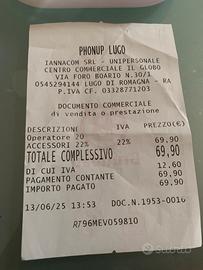 PHONUP LUGO
IANNACOM SRL - UNIPERSONALE
CENTRO COMMERCIALE IL GLOBO
VIA FORO BOARIO N.30/1
0545294144 LUGO DI ROMAGNA - RA
P.IVA CF. 03328771203
DOCUMENTO COMMERCIALE
di vendita o prestazione
DESCRIZIONE IVA PREZZO(€)
Operatore 20
ACCESSORI 22% 22% 69,90
TOTALE COMPLESSIVO 69,90
DI CUI IVA 12,60
PAGAMENTO CONTANTE 69,90
IMPORTO PAGATO 69,90
13/06/25 13:53 DOC.N.1953-0016
RT96MEV059810
subito